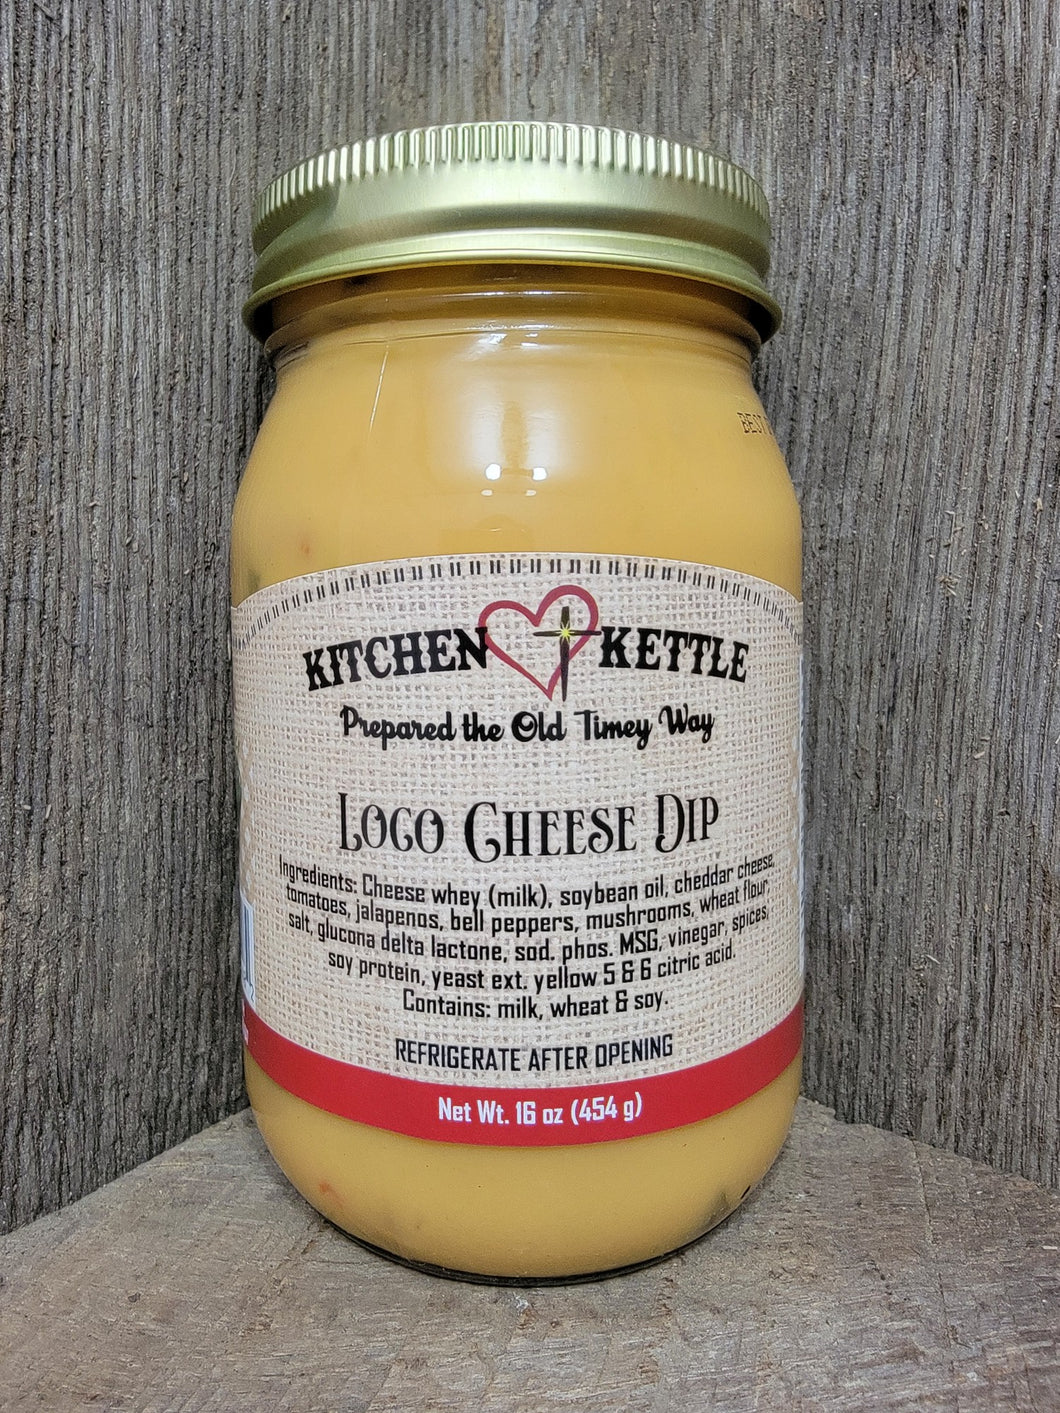 BEST
KITCHEN KETTLE
Prepared the Old Timey Way
Loco Cheese Dip
Ingredients: Cheese whey (milk), soybean oil, cheddar cheese,
tomatoes, jalapenos, bell peppers, mushrooms, wheat flour,
salt, glucona delta lactone, sod. phos. MSG, vinegar, spices,
soy protein, yeast ext. yellow 5 & 6 citric acid.
Contains: milk, wheat & soy.
REFRIGERATE AFTER OPENING
Net Wt. 16 oz (454 g)